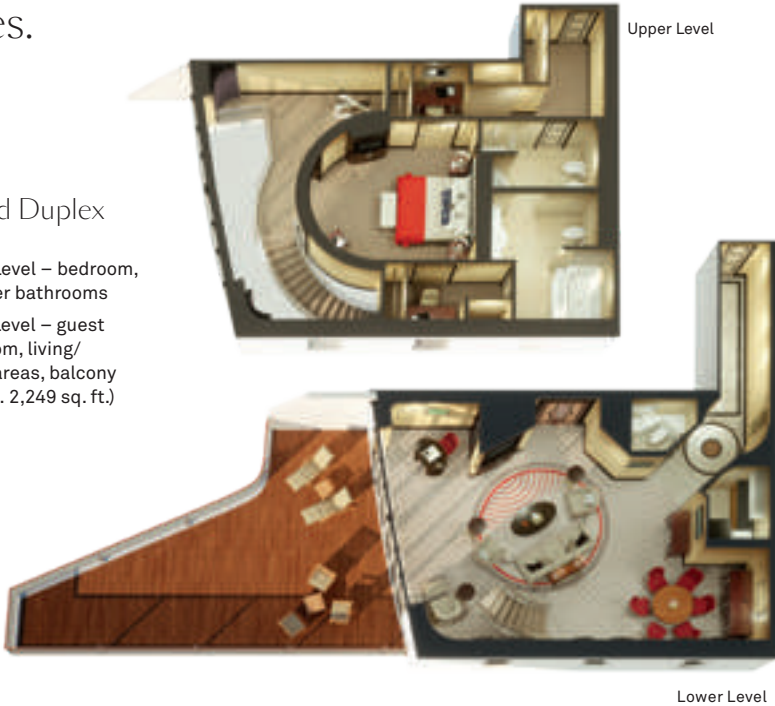 es.
Upper Level
d Duplex
evel – bedroom,
er bathrooms
evel – guest
om, living/
areas, balcony
. 2,249 sq. ft.)
Lower Level